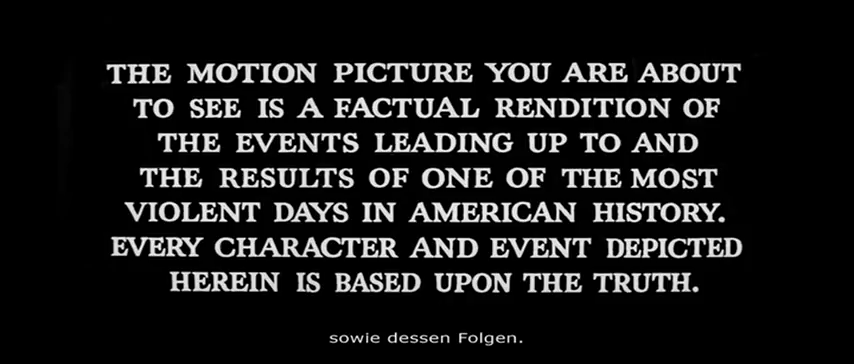 THE MOTION PICTURE YOU ARE ABOUT
TO SEE IS A FACTUAL RENDITION OF
THE EVENTS LEADING UP TO AND
THE RESULTS OF ONE OF THE MOST
VIOLENT DAYS IN AMERICAN HISTORY.
EVERY CHARACTER AND EVENT DEPICTED
HEREIN IS BASED UPON THE TRUTH.
sowie dessen Folgen.